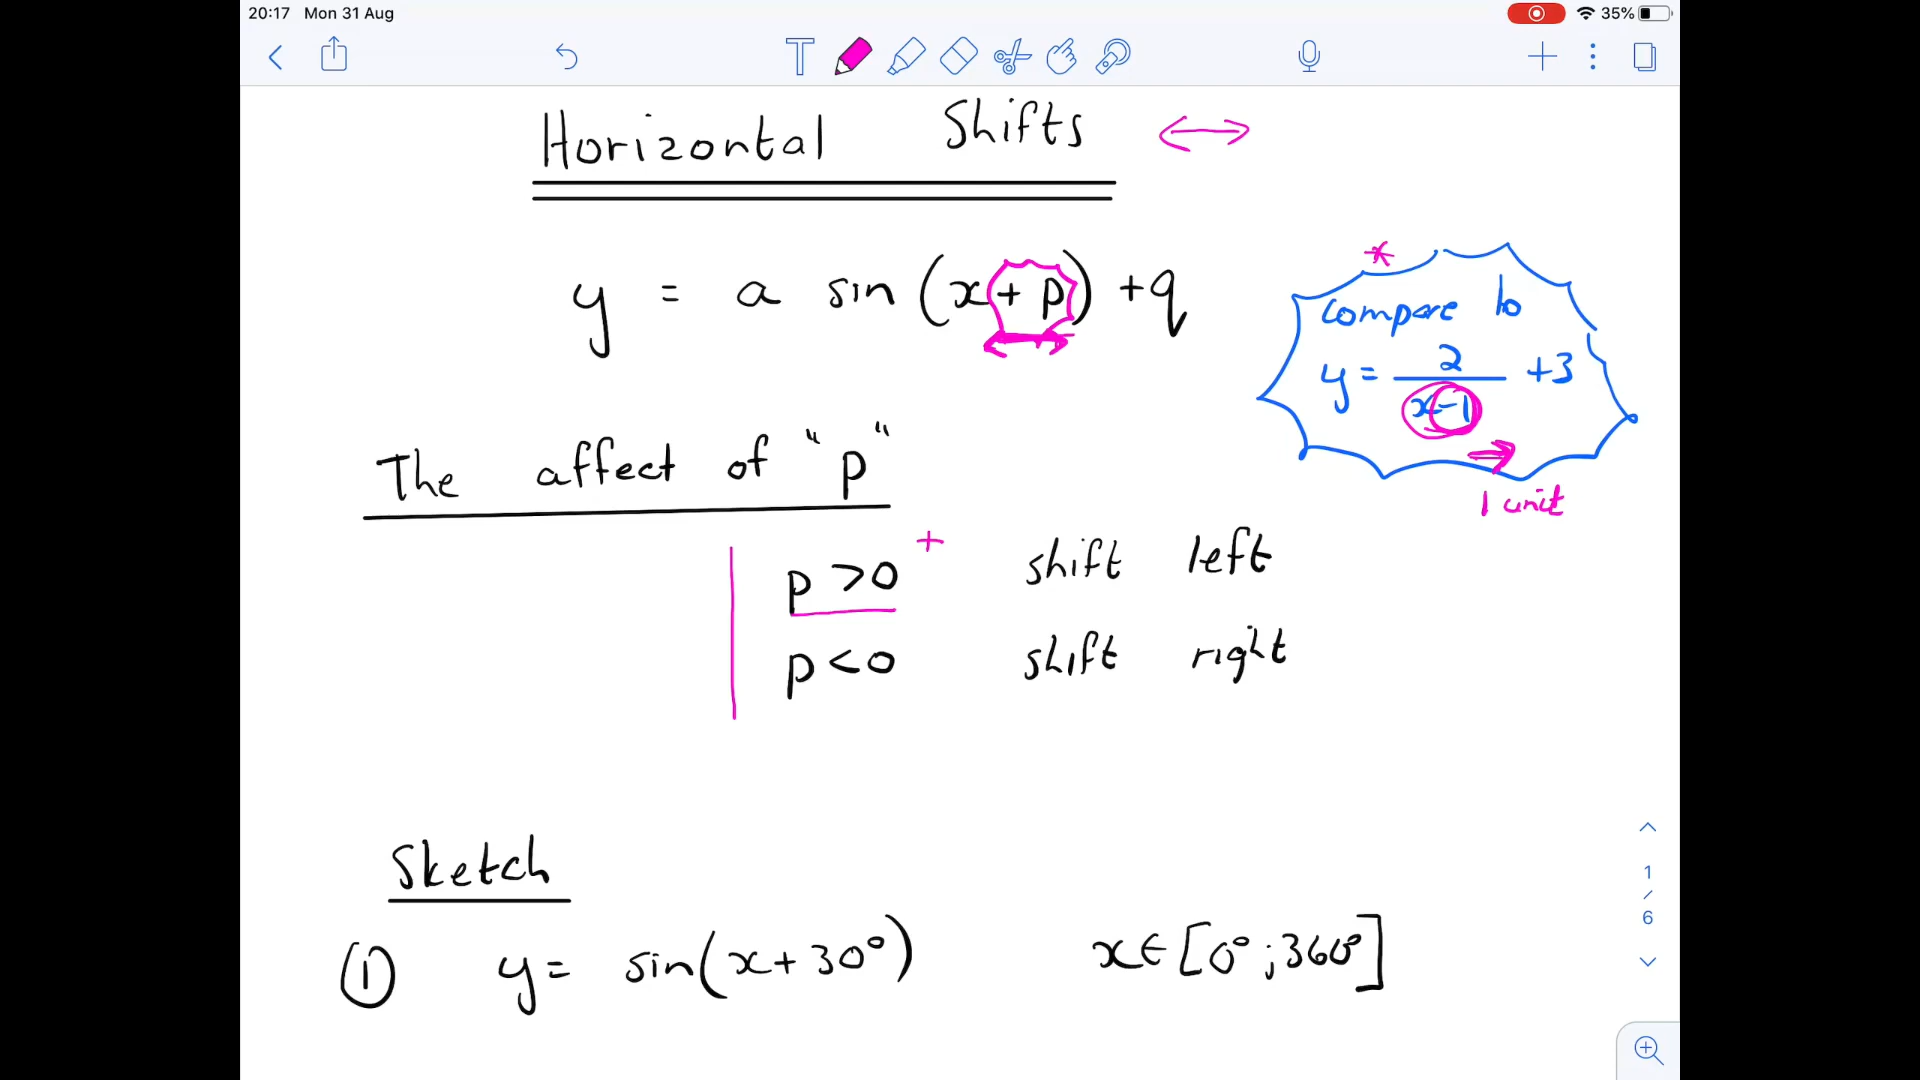 20:17 Mon 31 Aug 35%
T
Horizontal Shifts
y = a sin (x + p) + q
*
compare to
y = 2/(x-1) +3
1 unit
The affect of "p"
p > 0 + shift left
p < 0 shift right
Sketch
① y = sin(x + 30°) x ∈ [0° ; 360°]
1
/
6